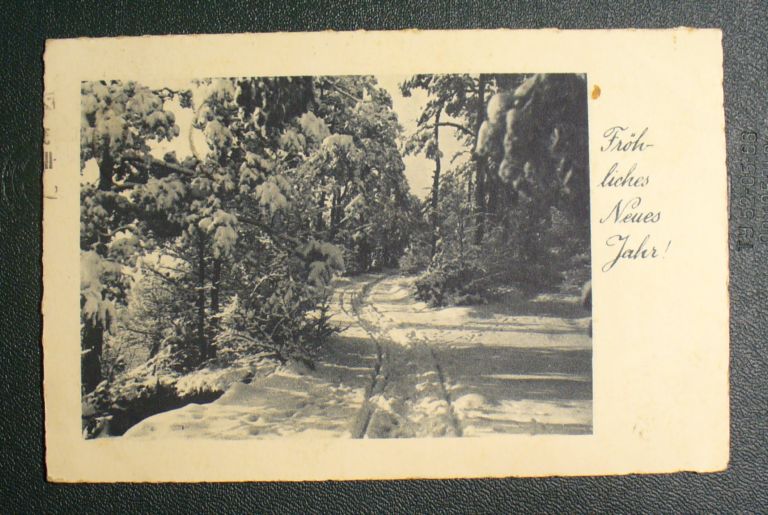 Fröh-
liches
Neues
Jahr!